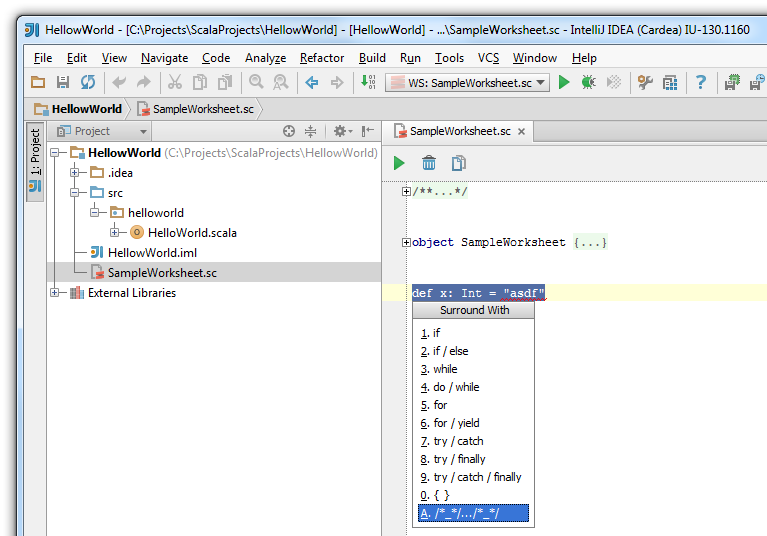 HellowWorld - [C:\Projects\ScalaProjects\HellowWorld] - [HellowWorld] - ...\SampleWorksheet.sc - IntelliJ IDEA (Cardea) IU-130.1160
File Edit View Navigate Code Analyze Refactor Build Run Tools VCS Window Help
WS: SampleWorksheet.sc
HellowWorld SampleWorksheet.sc
1: Project
Project
SampleWorksheet.sc
HellowWorld (C:\Projects\ScalaProjects\HellowWorld)
.idea
src
helloworld
HelloWorld.scala
HellowWorld.iml
SampleWorksheet.sc
External Libraries
/**...*/
object SampleWorksheet {...}
def x: Int = "asdf"
Surround With
1. if
2. if / else
3. while
4. do / while
5. for
6. for / yield
7. try / catch
8. try / finally
9. try / catch / finally
0. { }
A. /*_*/.../*_*/